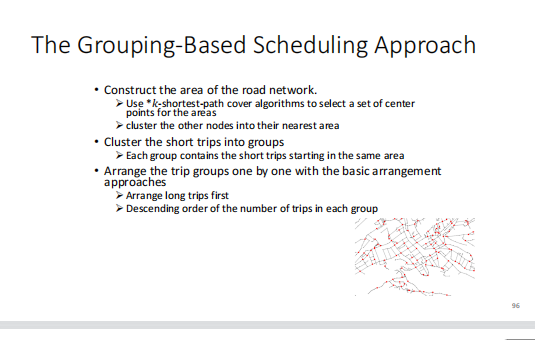 The Grouping-Based Scheduling Approach
• Construct the area of the road network.
➢ Use *k-shortest-path cover algorithms to select a set of center
points for the areas
➢ cluster the other nodes into their nearest area
• Cluster the short trips into groups
➢ Each group contains the short trips starting in the same area
• Arrange the trip groups one by one with the basic arrangement
approaches
➢ Arrange long trips first
➢ Descending order of the number of trips in each group
96